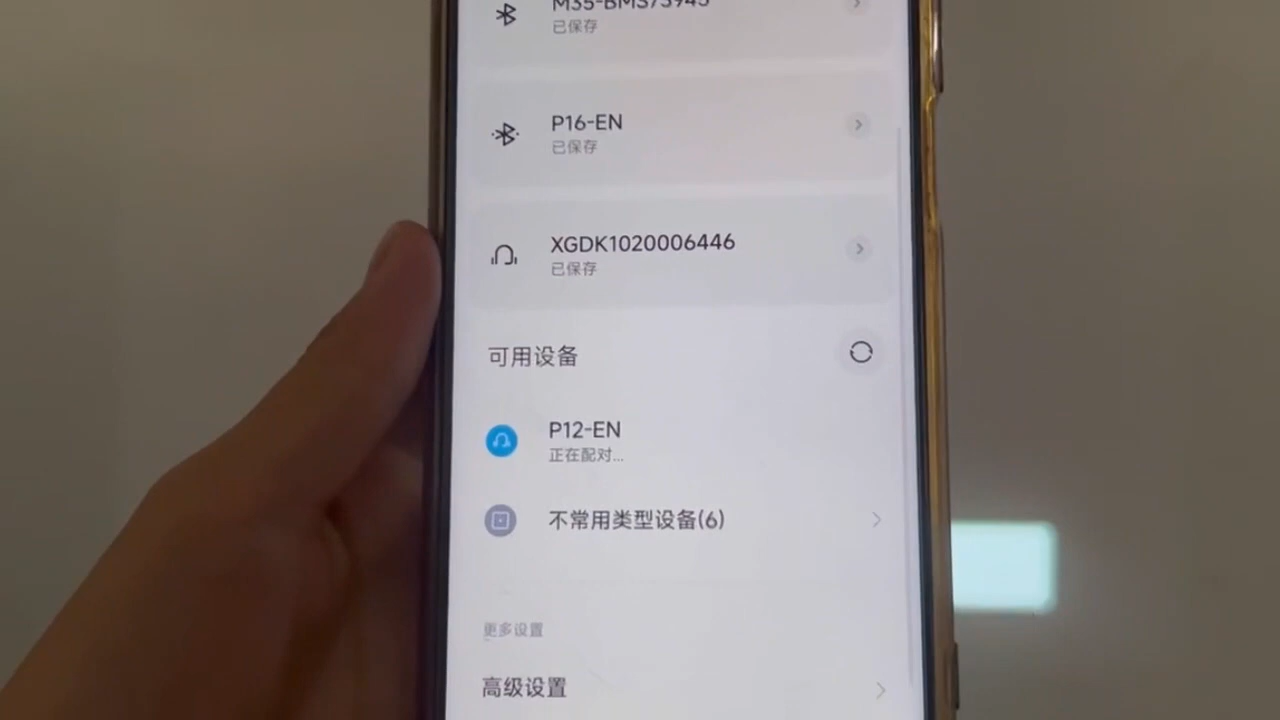 已保存
P16-EN
已保存
XGDK1020006446
已保存
可用设备
P12-EN
正在配对...
不常用类型设备(6)
更多设置
高级设置